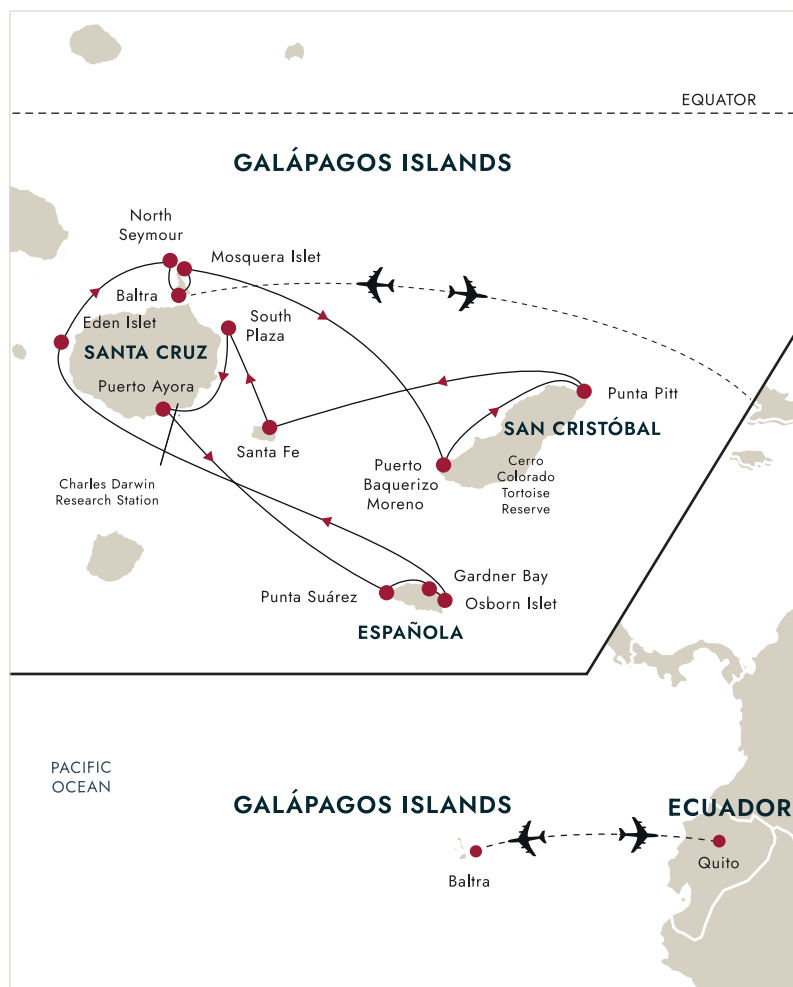 EQUATOR
GALÁPAGOS ISLANDS
North
Seymour
Mosquera Islet
Baltra
Eden Islet
South
Plaza
SANTA CRUZ
Puerto Ayora
Punta Pitt
SAN CRISTÓBAL
Santa Fe
Puerto
Baquerizo
Moreno
Cerro
Colorado
Tortoise
Reserve
Charles Darwin
Research Station
Gardner Bay
Punta Suárez
Osborn Islet
ESPAÑOLA
PACIFIC
OCEAN
GALÁPAGOS ISLANDS
ECUADOR
Quito
Baltra